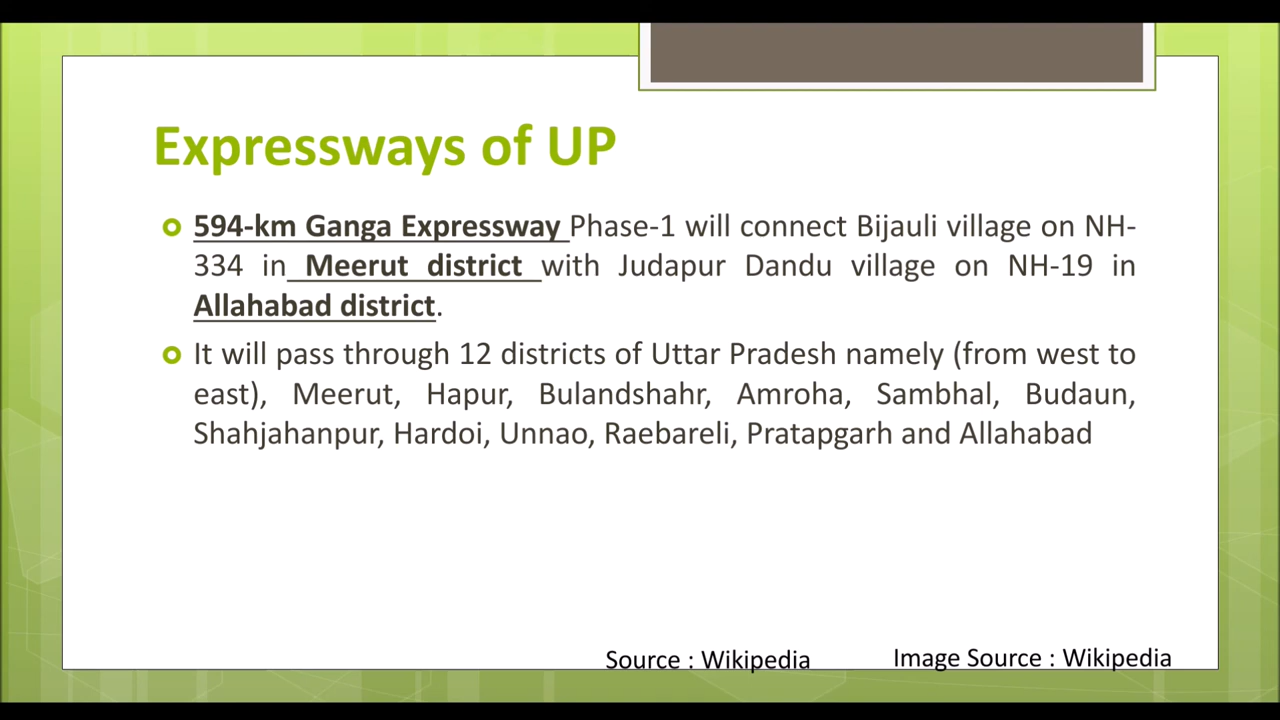 Expressways of UP
594-km Ganga Expressway Phase-1 will connect Bijauli village on NH-
334 in Meerut district with Judapur Dandu village on NH-19 in
Allahabad district.
It will pass through 12 districts of Uttar Pradesh namely (from west to
east), Meerut, Hapur, Bulandshahr, Amroha, Sambhal, Budaun,
Shahjahanpur, Hardoi, Unnao, Raebareli, Pratapgarh and Allahabad
Source : Wikipedia
Image Source : Wikipedia